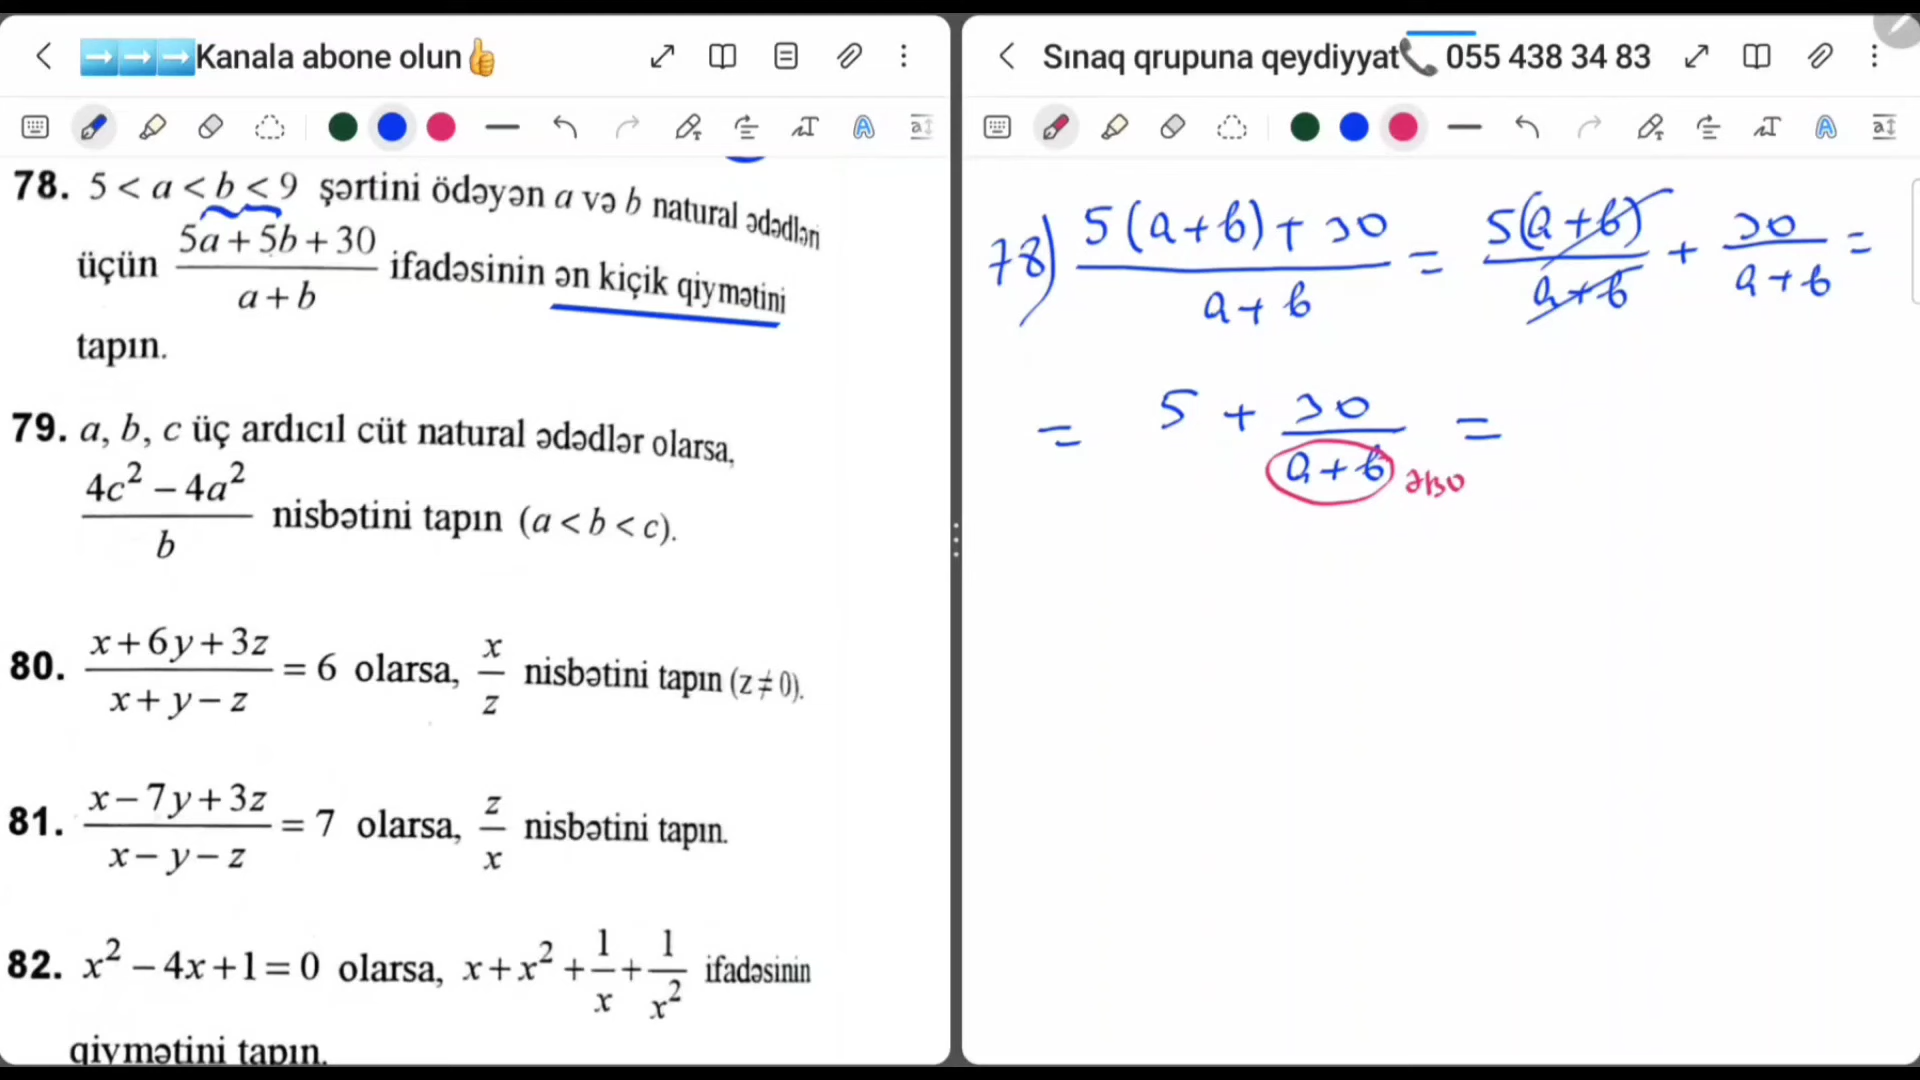 ➡️➡️➡️Kanala abone olun👍
78. 5 < a < b < 9 şərtini ödəyən a və b natural ədədləri
üçün (5a + 5b + 30)/(a + b) ifadəsinin ən kiçik qiymətini
tapın.
79. a, b, c üç ardıcıl cüt natural ədədlər olarsa,
(4c² − 4a²)/b nisbətini tapın (a < b < c).
80. (x + 6y + 3z)/(x + y − z) = 6 olarsa, x/z nisbətini tapın (z ≠ 0).
81. (x − 7y + 3z)/(x − y − z) = 7 olarsa, z/x nisbətini tapın.
82. x² − 4x + 1 = 0 olarsa, x + x² + 1/x + 1/x² ifadəsinin
qiymətini tapın.
Sınaq qrupuna qeydiyyat📞 055 438 34 83
78) (5(a+b) + 30)/(a+b) = 5(a+b)/(a+b) + 30/(a+b) =
= 5 + 30/(a+b) =
əbo